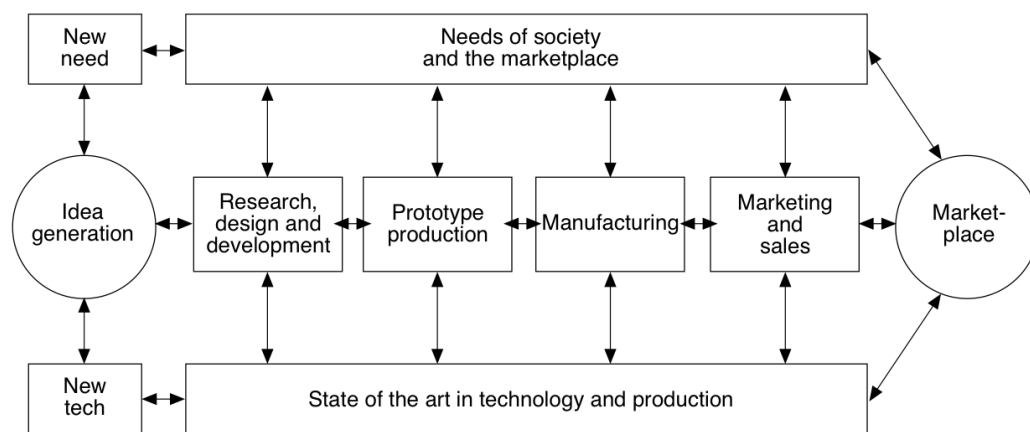 New
need
Needs of society
and the marketplace
Idea
generation
Research,
design and
development
Prototype
production
Manufacturing
Marketing
and
sales
Market-
place
New
tech
State of the art in technology and production